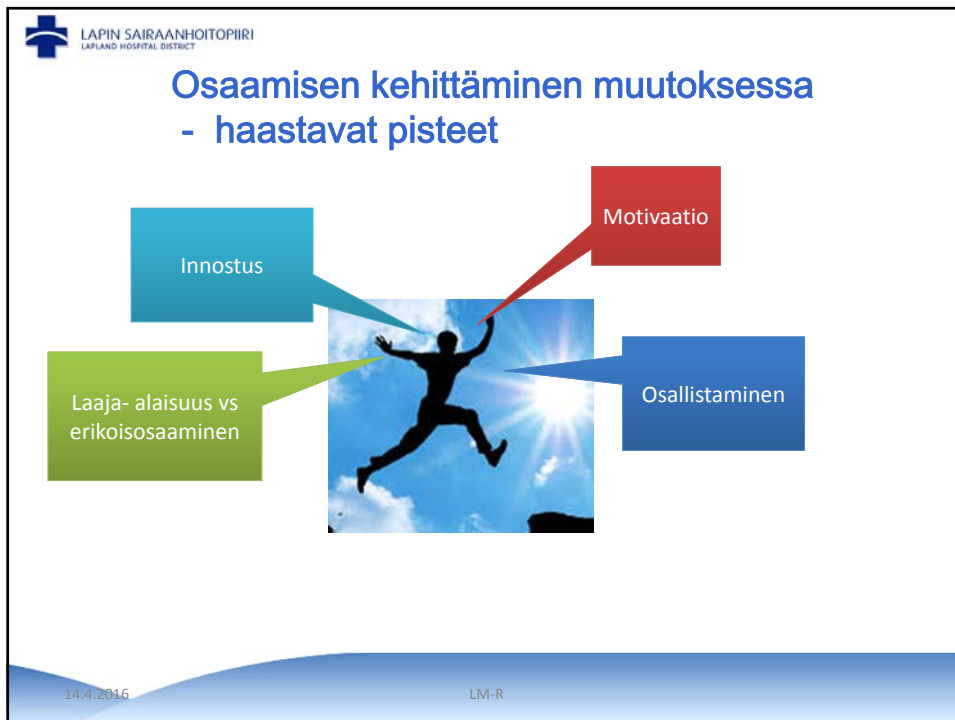 LAPIN SAIRAANHOITOPIIRI
LAPLAND HOSPITAL DISTRICT
Osaamisen kehittäminen muutoksessa
- haastavat pisteet
Motivaatio
Innostus
Laaja- alaisuus vs
erikoisosaaminen
Osallistaminen
14.4.2016
LM-R